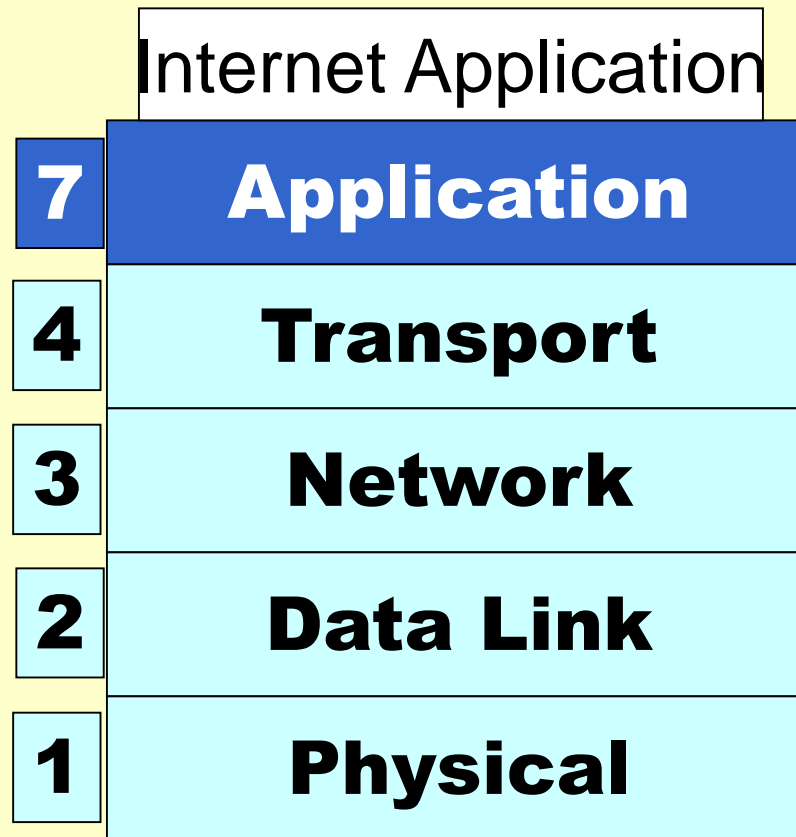 Internet Application
7 Application
4 Transport
3 Network
2 Data Link
1 Physical